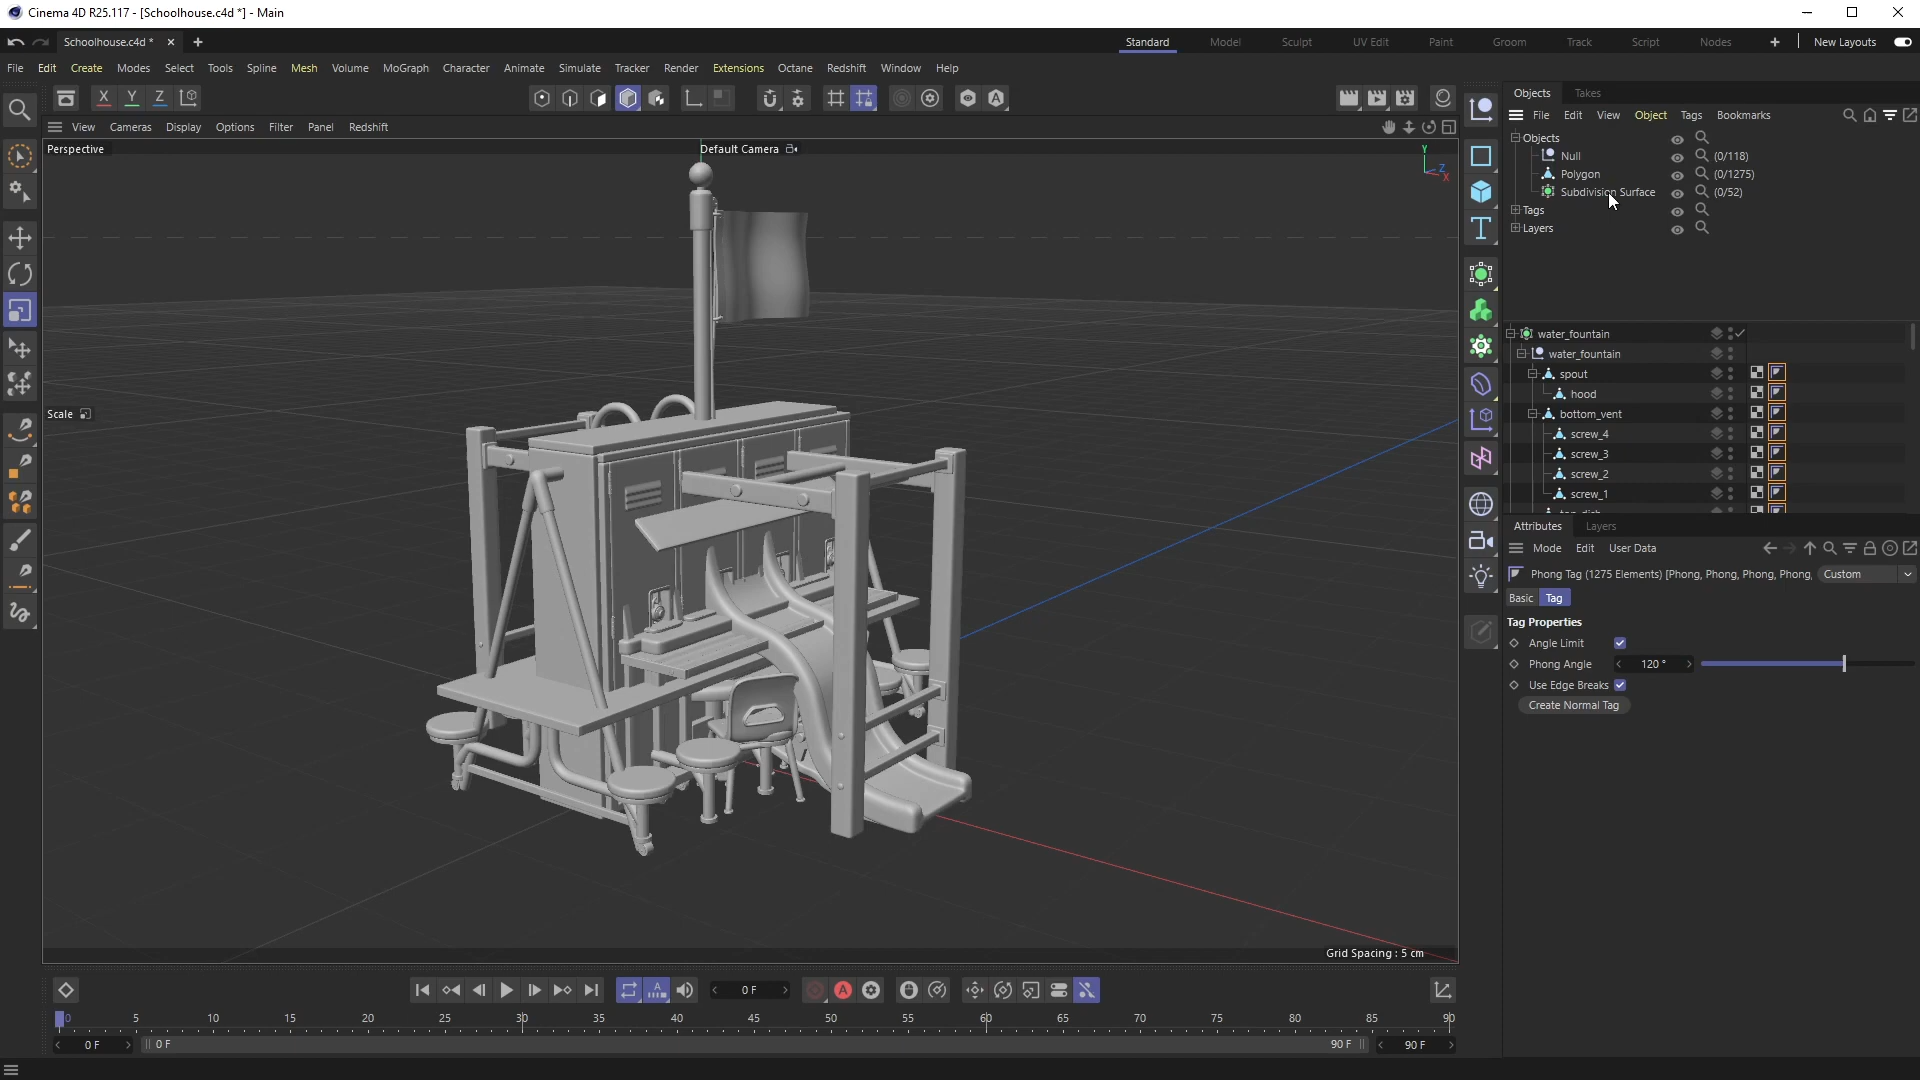 Cinema 4D R25.117 - [Schoolhouse.c4d *] - Main
Schoolhouse.c4d *
Standard Model Sculpt UV Edit Paint Groom Track Script Nodes New Layouts
File Edit Create Modes Select Tools Spline Mesh Volume MoGraph Character Animate Simulate Tracker Render Extensions Octane Redshift Window Help
X Y Z
Objects Takes
File Edit View Object Tags Bookmarks
View Cameras Display Options Filter Panel Redshift
Perspective
Default Camera
Y
Z
X
Objects
Null (0/118)
Polygon (0/1275)
Subdivision Surface (0/52)
Tags
Layers
water_fountain
water_fountain
spout
hood
bottom_vent
screw_4
screw_3
screw_2
screw_1
Scale
Attributes Layers
Mode Edit User Data
Phong Tag (1275 Elements) [Phong, Phong, Phong, Phong, Custom
Basic Tag
Tag Properties
Angle Limit
Phong Angle 120 °
Use Edge Breaks
Create Normal Tag
Grid Spacing : 5 cm
0 F
0 5 10 15 20 25 30 35 40 45 50 55 60 65 70 75 80 85 90
0 F 0 F 90 F 90 F